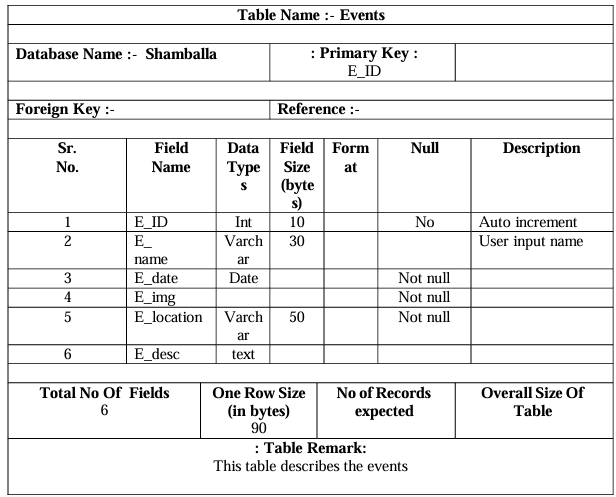 Table Name :- Events
Database Name :- Shamballa
: Primary Key :
E_ID
Foreign Key :-
Reference :-
Sr. No.
Field Name
Data Types
Field Size (bytes)
Format
Null
Description
1 E_ID Int 10 No Auto increment
2 E_ name Varchar 30 User input name
3 E_date Date Not null
4 E_img Not null
5 E_location Varchar 50 Not null
6 E_desc text
Total No Of Fields
6
One Row Size (in bytes)
90
No of Records expected
Overall Size Of Table
: Table Remark:
This table describes the events